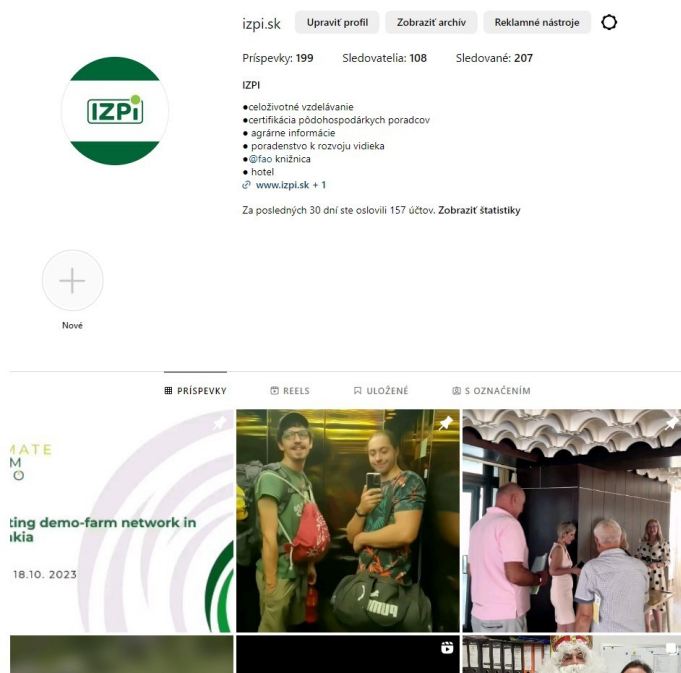 izpi.sk Upraviť profil Zobraziť archív Reklamné nástroje
Príspevky: 199 Sledovatelia: 108 Sledované: 207
IZPI
IZPi
●celoživotné vzdelávanie
●certifikácia pôdohospodárkych poradcov
● agrárne informácie
● poradenstvo k rozvoju vidieka
●@fao knižnica
● hotel
www.izpi.sk + 1
Za posledných 30 dní ste oslovili 157 účtov. Zobraziť štatistiky
Nové
PRÍSPEVKY REELS ULOŽENÉ S OZNAČENÍM
MATE
M
O
ting demo-farm network in
kia
18.10. 2023
PUMA